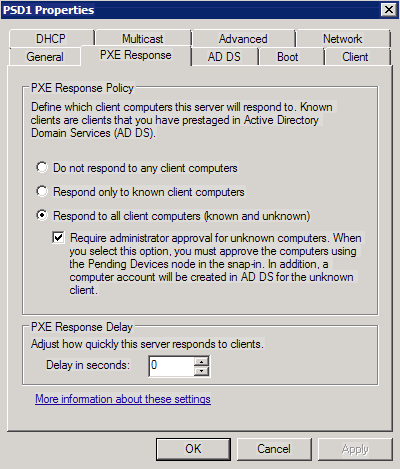 PSD1 Properties
DHCP Multicast Advanced Network
General PXE Response AD DS Boot Client
PXE Response Policy
Define which client computers this server will respond to. Known
clients are clients that you have prestaged in Active Directory
Domain Services (AD DS).
Do not respond to any client computers
Respond only to known client computers
Respond to all client computers (known and unknown)
Require administrator approval for unknown computers. When
you select this option, you must approve the computers using
the Pending Devices node in the snap-in. In addition, a
computer account will be created in AD DS for the unknown
client.
PXE Response Delay
Adjust how quickly this server responds to clients.
Delay in seconds: 0
More information about these settings
OK Cancel Apply